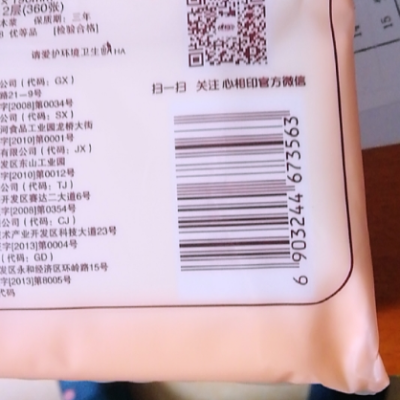 2层(360张)
保质期：三年
优等品 [检验合格]
请爱护环境卫生
HA
扫一扫 关注心相印官方微信
公司（代码：GX）
路21-9号
字[2008]第0034号
公司（代码：SX）
河食品工业园龙桥大街
字[2010]第0001号
有限公司（代码：JX）
发区东山工业园
字[2010]第0012号
公司（代码：TJ）
开发区赛达二大道6号
字[2008]第0354号
公司（代码：CJ）
术产业开发区科技大道23号
字[2013]第0004号
（代码：GD）
发区永和经济区环岭路15号
字[2013]第8005号
代码
6 903244 673563